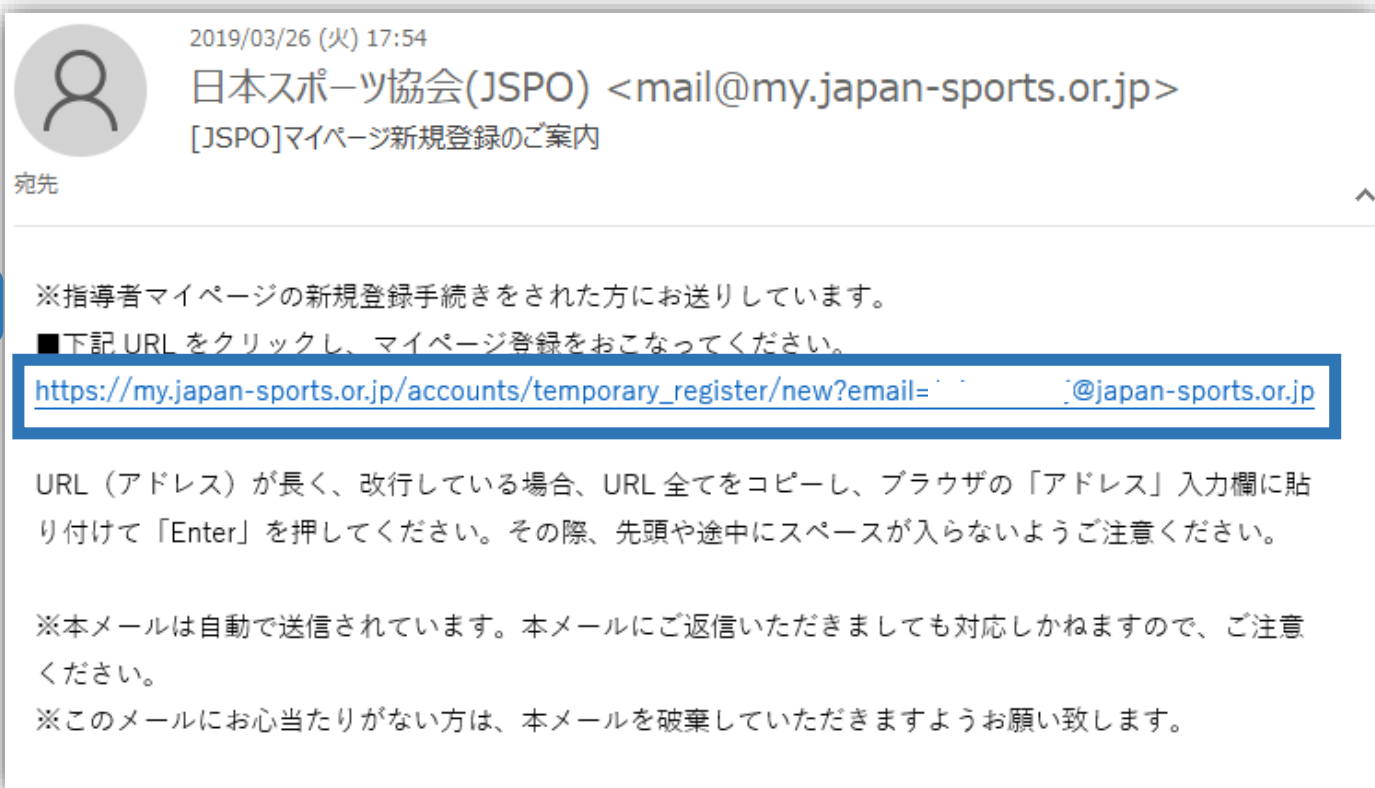 2019/03/26 (火) 17:54
日本スポーツ協会(JSPO) <mail@my.japan-sports.or.jp>
[JSPO]マイページ新規登録のご案内
宛先
※指導者マイページの新規登録手続きをされた方にお送りしています。
■下記 URL をクリックし、マイページ登録をおこなってください。
https://my.japan-sports.or.jp/accounts/temporary_register/new?email= @japan-sports.or.jp
URL（アドレス）が長く、改行している場合、URL 全てをコピーし、ブラウザの「アドレス」入力欄に貼
り付けて「Enter」を押してください。その際、先頭や途中にスペースが入らないようご注意ください。
※本メールは自動で送信されています。本メールにご返信いただきましても対応しかねますので、ご注意
ください。
※このメールにお心当たりがない方は、本メールを破棄していただきますようお願い致します。